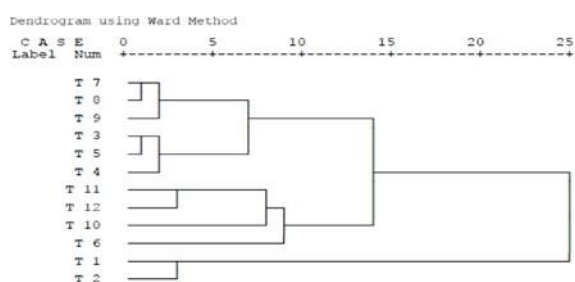 Dendrogram using Ward Method
C A S E 0 5 10 15 20 25
Label Num
T 7
T 8
T 9
T 3
T 5
T 4
T 11
T 12
T 10
T 6
T 1
T 2